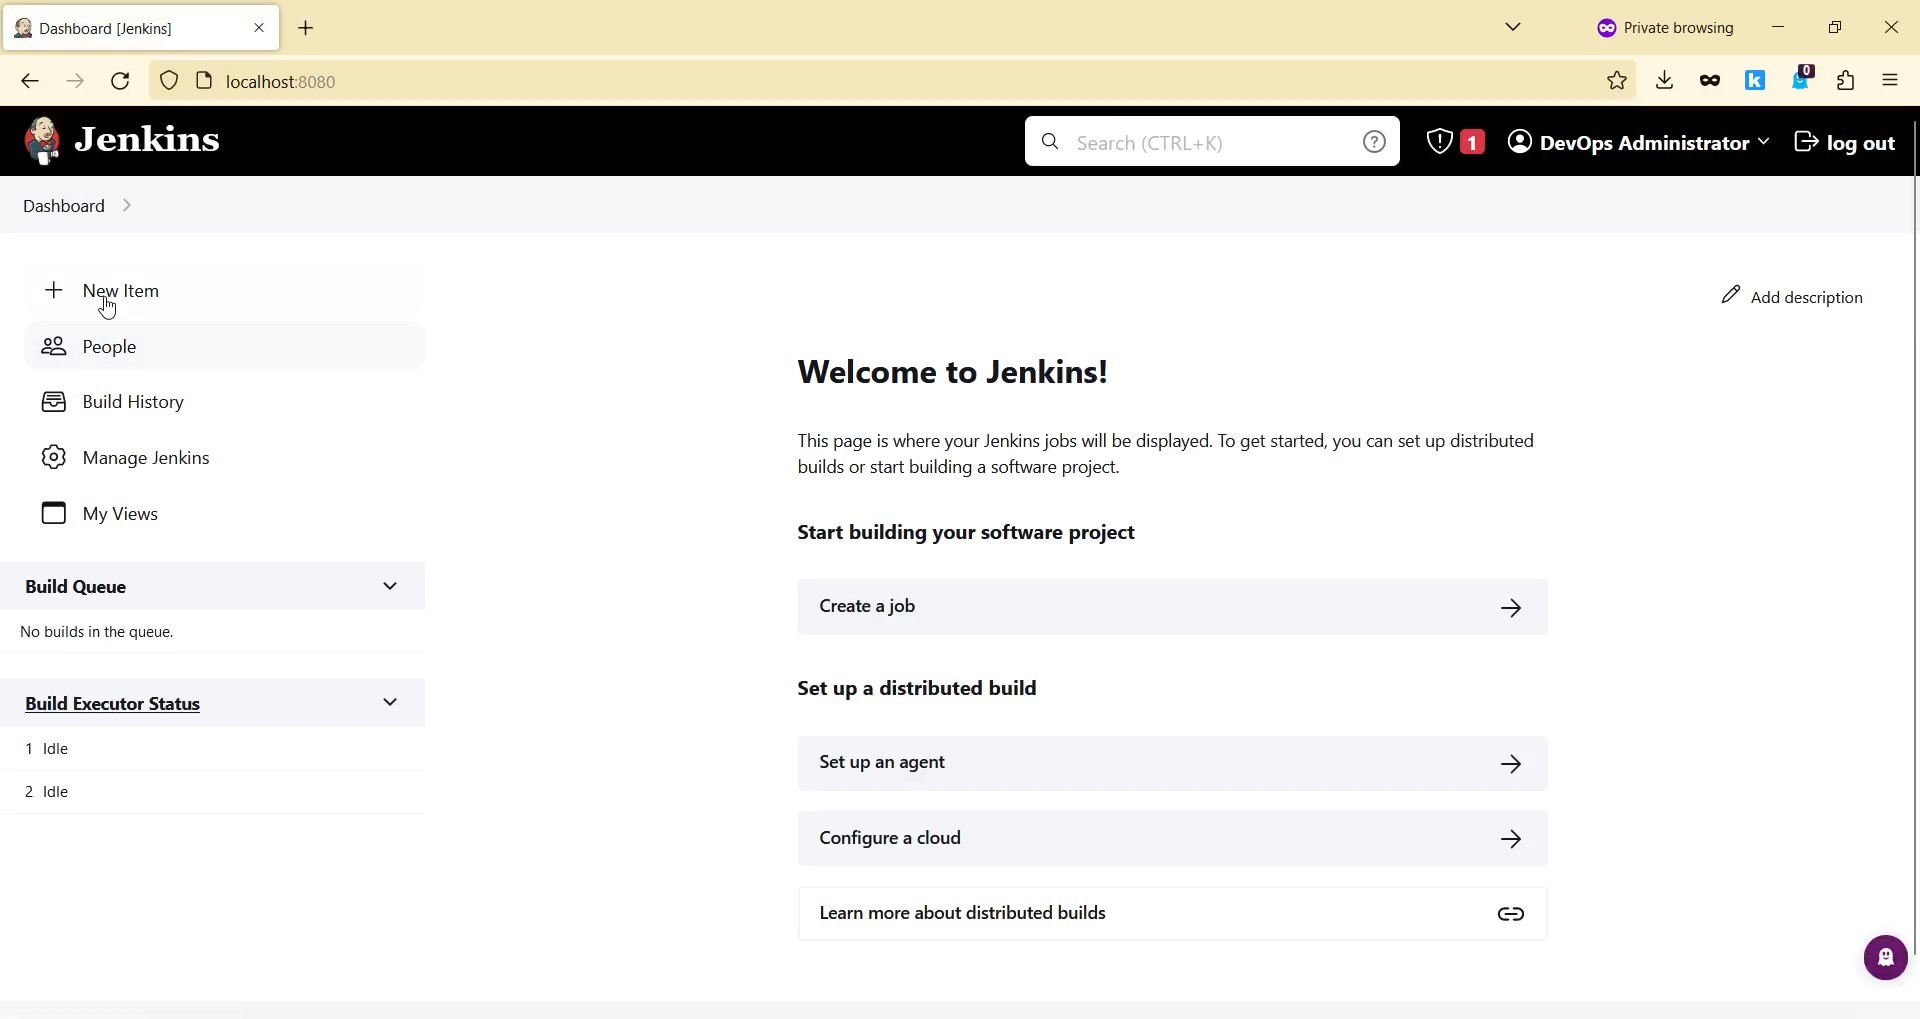 Dashboard [Jenkins]
Private browsing
localhost:8080
k
0
Jenkins
Search (CTRL+K)
1
DevOps Administrator
log out
Dashboard
New Item
People
Build History
Manage Jenkins
My Views
Build Queue
No builds in the queue.
Build Executor Status
1 Idle
2 Idle
Add description
Welcome to Jenkins!
This page is where your Jenkins jobs will be displayed. To get started, you can set up distributed
builds or start building a software project.
Start building your software project
Create a job
Set up a distributed build
Set up an agent
Configure a cloud
Learn more about distributed builds